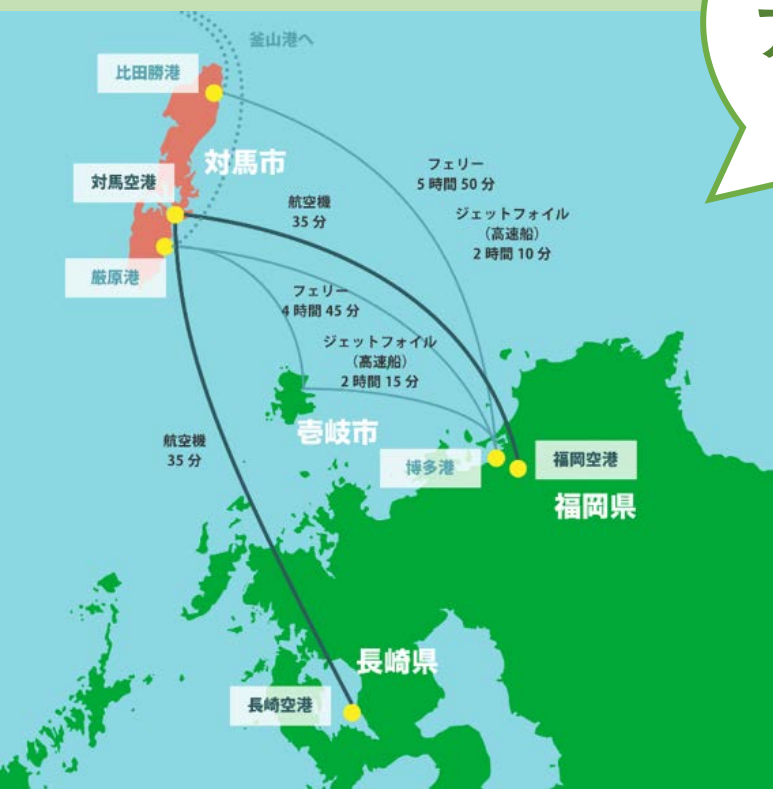 釜山港へ
比田勝港
対馬市
対馬空港
厳原港
フェリー
5時間50分
ジェットフォイル
(高速船)
2時間10分
航空機
35分
フェリー
4時間45分
ジェットフォイル
(高速船)
2時間15分
壱岐市
航空機
35分
博多港
福岡空港
福岡県
長崎県
長崎空港